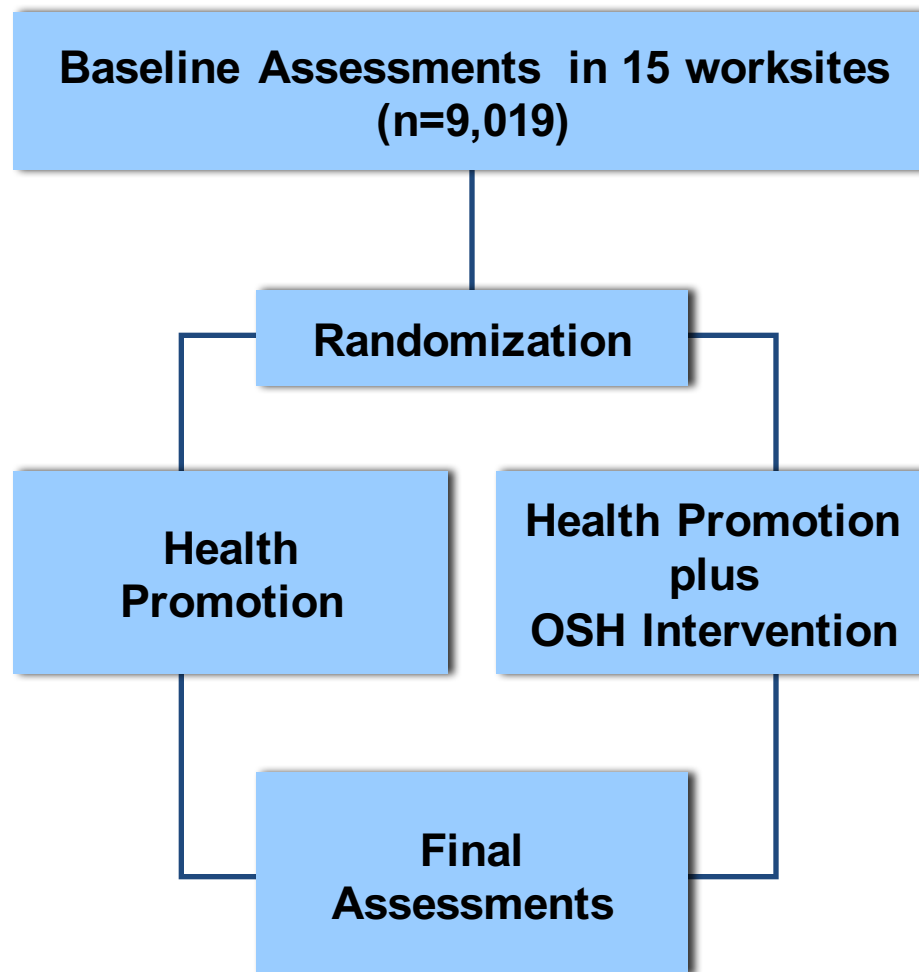 Baseline Assessments in 15 worksites
(n=9,019)
Randomization
Health
Promotion
Health Promotion
plus
OSH Intervention
Final
Assessments